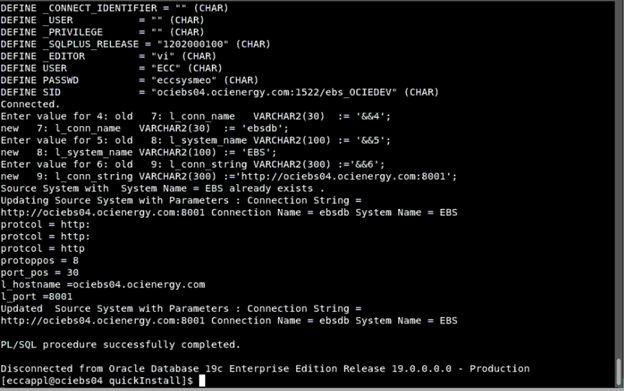 DEFINE _CONNECT_IDENTIFIER = "" (CHAR)
DEFINE _USER           = "" (CHAR)
DEFINE _PRIVILEGE      = "" (CHAR)
DEFINE _SQLPLUS_RELEASE = "1202000100" (CHAR)
DEFINE _EDITOR         = "vi" (CHAR)
DEFINE USER            = "ECC" (CHAR)
DEFINE PASSWD          = "eccsysmeo" (CHAR)
DEFINE SID             = "ociebs04.ocienergy.com:1522/ebs_OCIEDEV" (CHAR)
Connected.
Enter value for 4: old   7: l_conn_name   VARCHAR2(30)  := '&&4';
new   7: l_conn_name   VARCHAR2(30)  := 'ebsdb';
Enter value for 5: old   8: l_system_name VARCHAR2(100) := '&&5';
new   8: l_system_name VARCHAR2(100) := 'EBS';
Enter value for 6: old   9: l_conn_string VARCHAR2(300) :='&&6';
new   9: l_conn_string VARCHAR2(300) :='http://ociebs04.ocienergy.com:8001';
Source System with  System Name = EBS already exists .
Updating Source System with Parameters : Connection String =
http://ociebs04.ocienergy.com:8001 Connection Name = ebsdb System Name = EBS
protcol = http:
protcol = http:
protcol = http
protoppos = 8
port_pos = 30
l_hostname =ociebs04.ocienergy.com
l_port =8001
Updated  Source System with Parameters : Connection String =
http://ociebs04.ocienergy.com:8001 Connection Name = ebsdb System Name = EBS
PL/SQL procedure successfully completed.
Disconnected from Oracle Database 19c Enterprise Edition Release 19.0.0.0.0 - Production
[eccappl@ociebs04 quickInstall]$